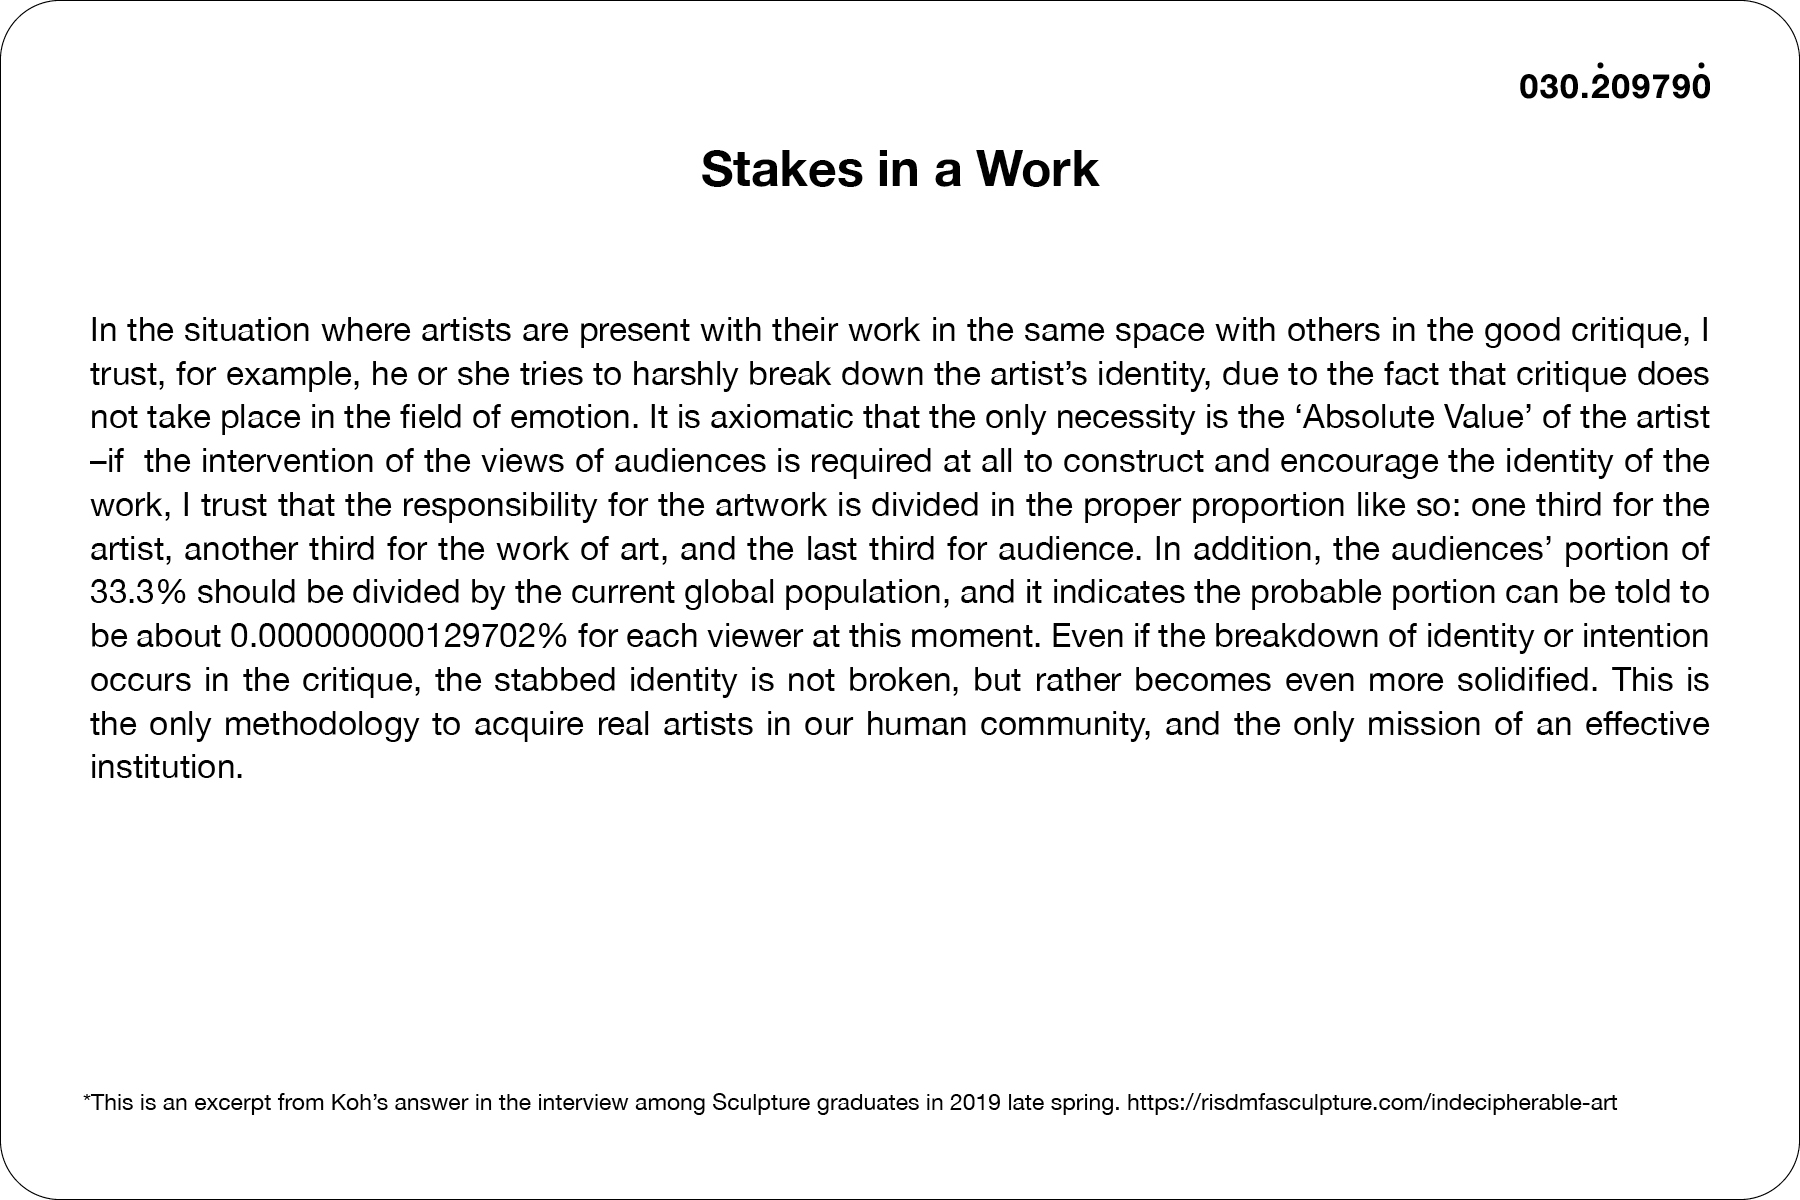 030.2̇09790̇
Stakes in a Work
In the situation where artists are present with their work in the same space with others in the good critique, I
trust, for example, he or she tries to harshly break down the artist’s identity, due to the fact that critique does
not take place in the field of emotion. It is axiomatic that the only necessity is the ‘Absolute Value’ of the artist
–if  the intervention of the views of audiences is required at all to construct and encourage the identity of the
work, I trust that the responsibility for the artwork is divided in the proper proportion like so: one third for the
artist, another third for the work of art, and the last third for audience. In addition, the audiences’ portion of
33.3% should be divided by the current global population, and it indicates the probable portion can be told to
be about 0.000000000129702% for each viewer at this moment. Even if the breakdown of identity or intention
occurs in the critique, the stabbed identity is not broken, but rather becomes even more solidified. This is
the only methodology to acquire real artists in our human community, and the only mission of an effective
institution.
*This is an excerpt from Koh’s answer in the interview among Sculpture graduates in 2019 late spring. https://risdmfasculpture.com/indecipherable-art